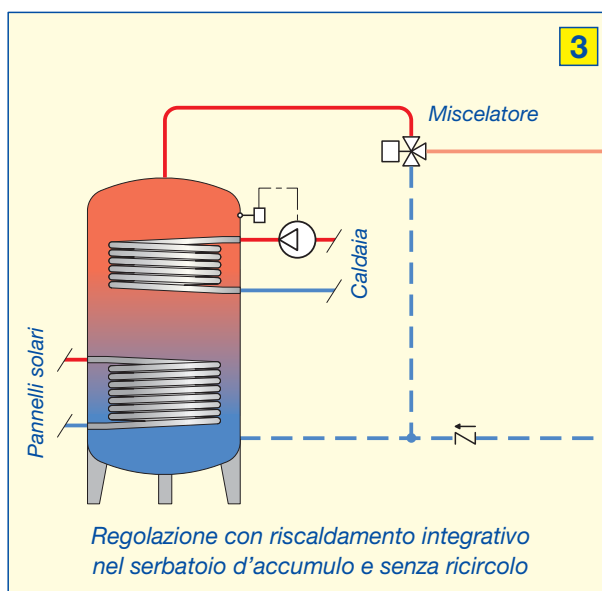 3
Miscelatore
Caldaia
Pannelli solari
Regolazione con riscaldamento integrativo
nel serbatoio d'accumulo e senza ricircolo